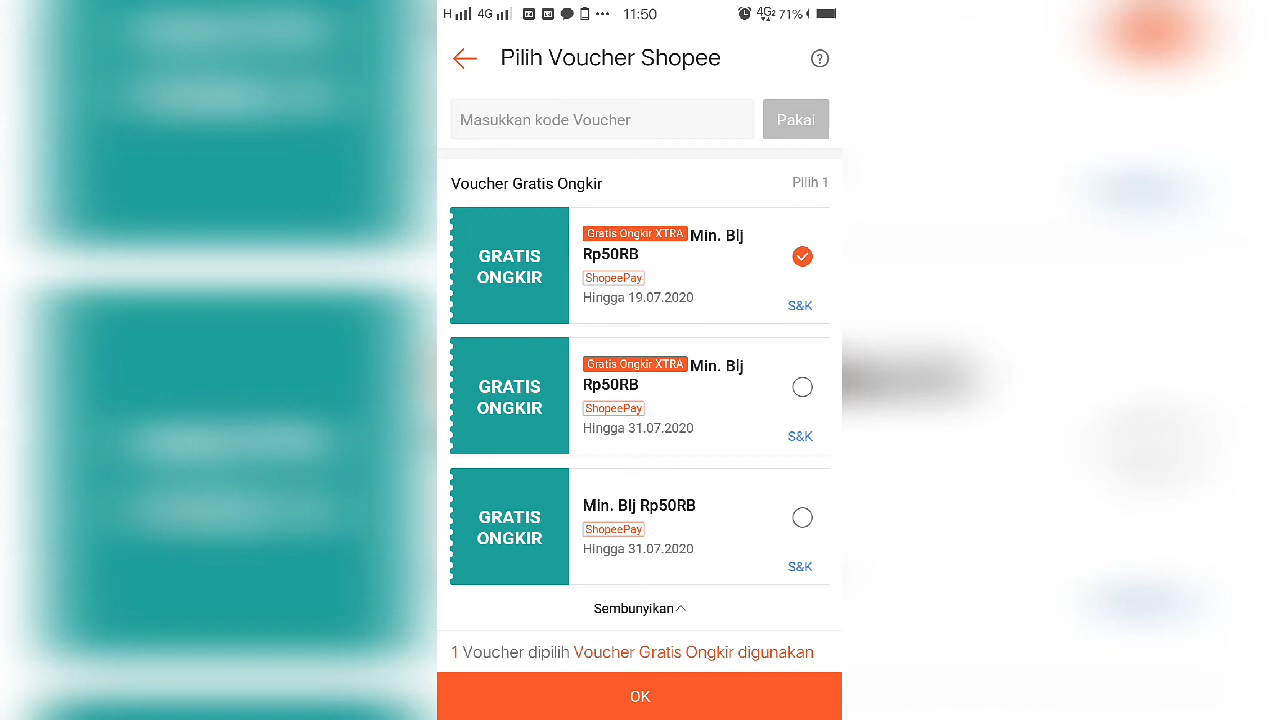 H 4G 11:50 4G2 71%
Pilih Voucher Shopee
Masukkan kode Voucher
Pakai
Voucher Gratis Ongkir
Pilih 1
GRATIS
ONGKIR
Gratis Ongkir XTRA Min. Blj
Rp50RB
ShopeePay
Hingga 19.07.2020
S&K
GRATIS
ONGKIR
Gratis Ongkir XTRA Min. Blj
Rp50RB
ShopeePay
Hingga 31.07.2020
S&K
GRATIS
ONGKIR
Min. Blj Rp50RB
ShopeePay
Hingga 31.07.2020
S&K
Sembunyikan
1 Voucher dipilih Voucher Gratis Ongkir digunakan
OK